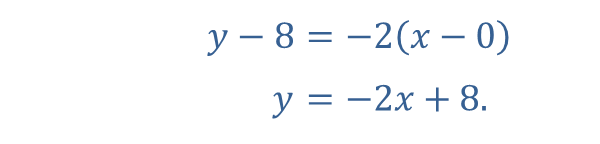 y − 8 = −2(x − 0)
y = −2x + 8.